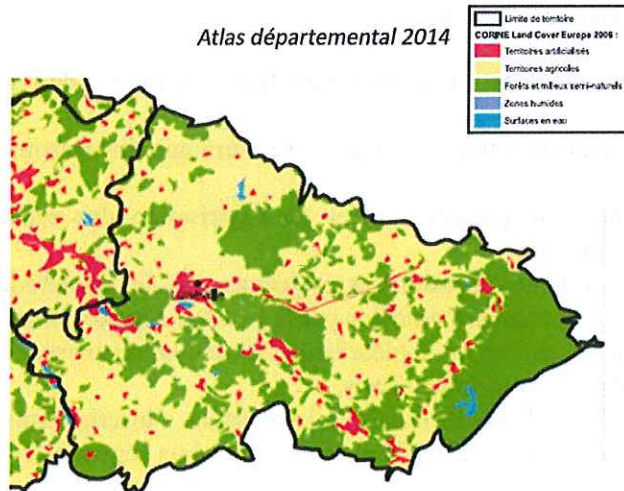 Atlas départemental 2014
Limite de territoire
CORINE Land Cover Europe 2006 :
Territoires artificialisés
Territoires agricoles
Forêts et milieux semi-naturels
Zones humides
Surfaces en eau